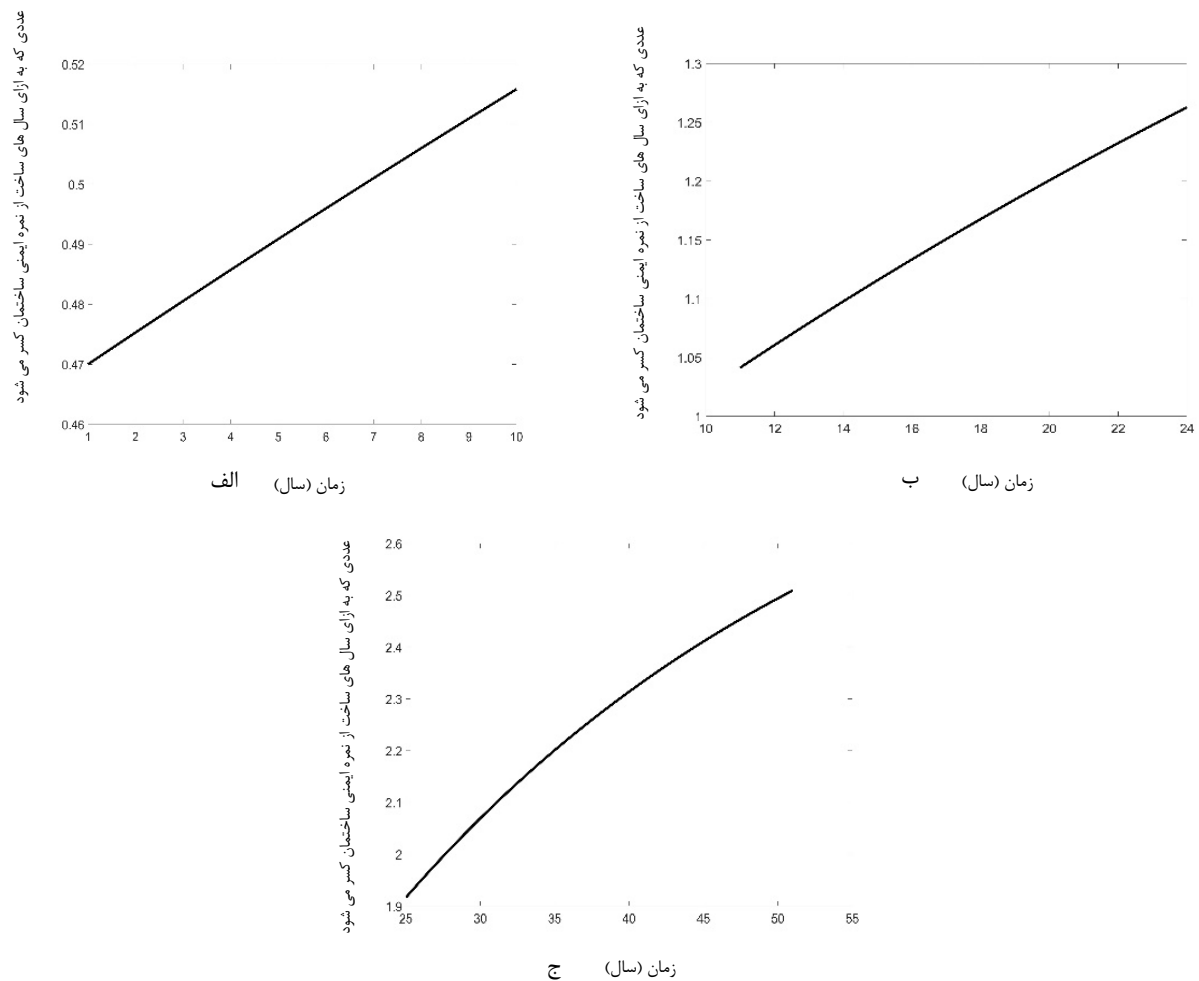 عددی که به ازای سال های ساخت از نمره ایمنی ساختمان کسر می شود
0.52
0.51
0.5
0.49
0.48
0.47
0.46
1 2 3 4 5 6 7 8 9 10
زمان (سال) الف
عددی که به ازای سال های ساخت از نمره ایمنی ساختمان کسر می شود
1.3
1.25
1.2
1.15
1.1
1.05
1
10 12 14 16 18 20 22 24
زمان (سال) ب
عددی که به ازای سال های ساخت از نمره ایمنی ساختمان کسر می شود
2.6
2.5
2.4
2.3
2.2
2.1
2
1.9
25 30 35 40 45 50 55
زمان (سال) ج